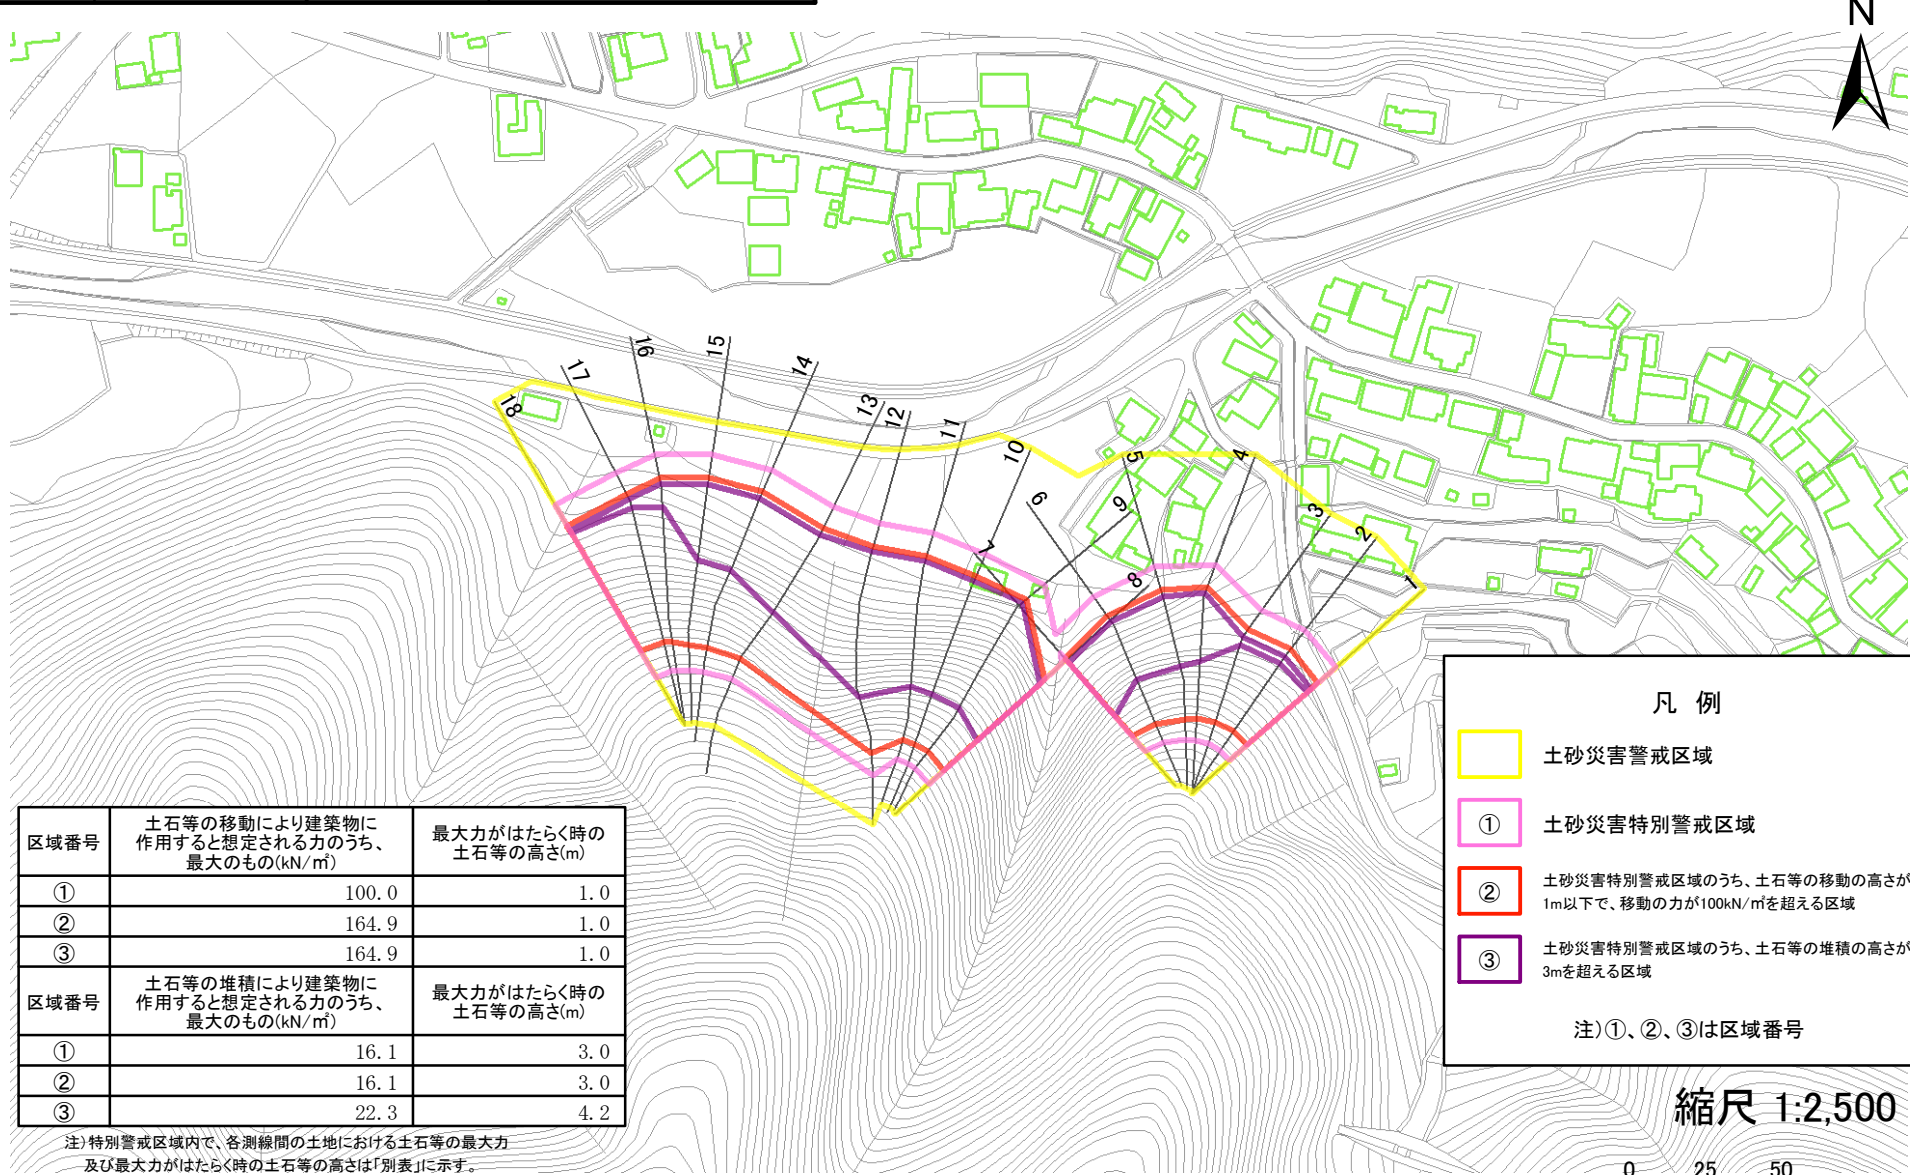 N
16
15
14
17
18
13
12
11
10
5
4
9
6
3
2
7
8
1
区域番号
土石等の移動により建築物に
作用すると想定される力のうち、
最大のもの(kN/㎡)
最大力がはたらく時の
土石等の高さ(m)
① 100.0 1.0
② 164.9 1.0
③ 164.9 1.0
区域番号
土石等の堆積により建築物に
作用すると想定される力のうち、
最大のもの(kN/㎡)
最大力がはたらく時の
土石等の高さ(m)
① 16.1 3.0
② 16.1 3.0
③ 22.3 4.2
注)特別警戒区域内で、各測線間の土地における土石等の最大力
及び最大力がはたらく時の土石等の高さは「別表」に示す。
凡 例
土砂災害警戒区域
① 土砂災害特別警戒区域
② 土砂災害特別警戒区域のうち、土石等の移動の高さが
1m以下で、移動の力が100kN/㎡を超える区域
③ 土砂災害特別警戒区域のうち、土石等の堆積の高さが
3mを超える区域
注)①、②、③は区域番号
縮尺 1:2,500
0 25 50